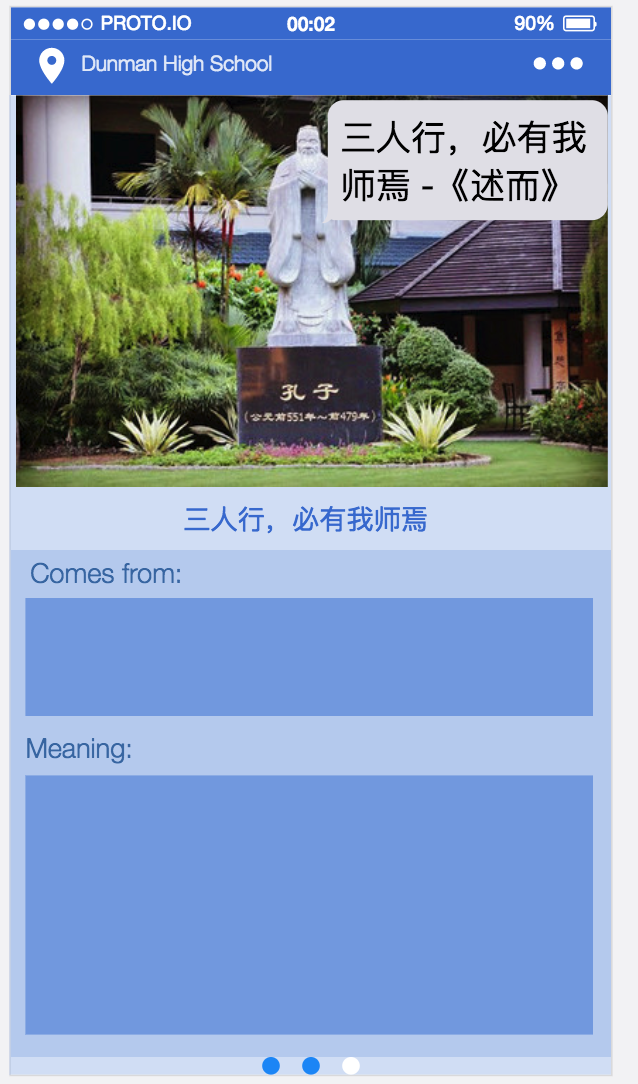 PROTO.IO 00:02 90%
Dunman High School
三人行，必有我
师焉 -《述而》
孔子
(公元前551年～前479年)
三人行，必有我师焉
Comes from:
Meaning: